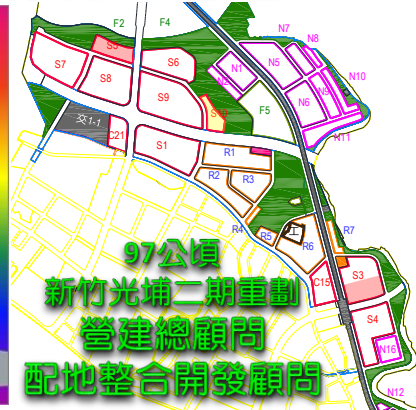 F2 F4 N7
N8
S5 S6 N1 N5
S7 S8 N2 N9 N10
S9 N6
F5
交1-1 N11
C21 S1 R1
R2 R3
R4 R5 R6 R7
工
C15 S3
S4
N16
N12
97公頃
新竹光埔二期重劃
營建總顧問
配地整合開發顧問